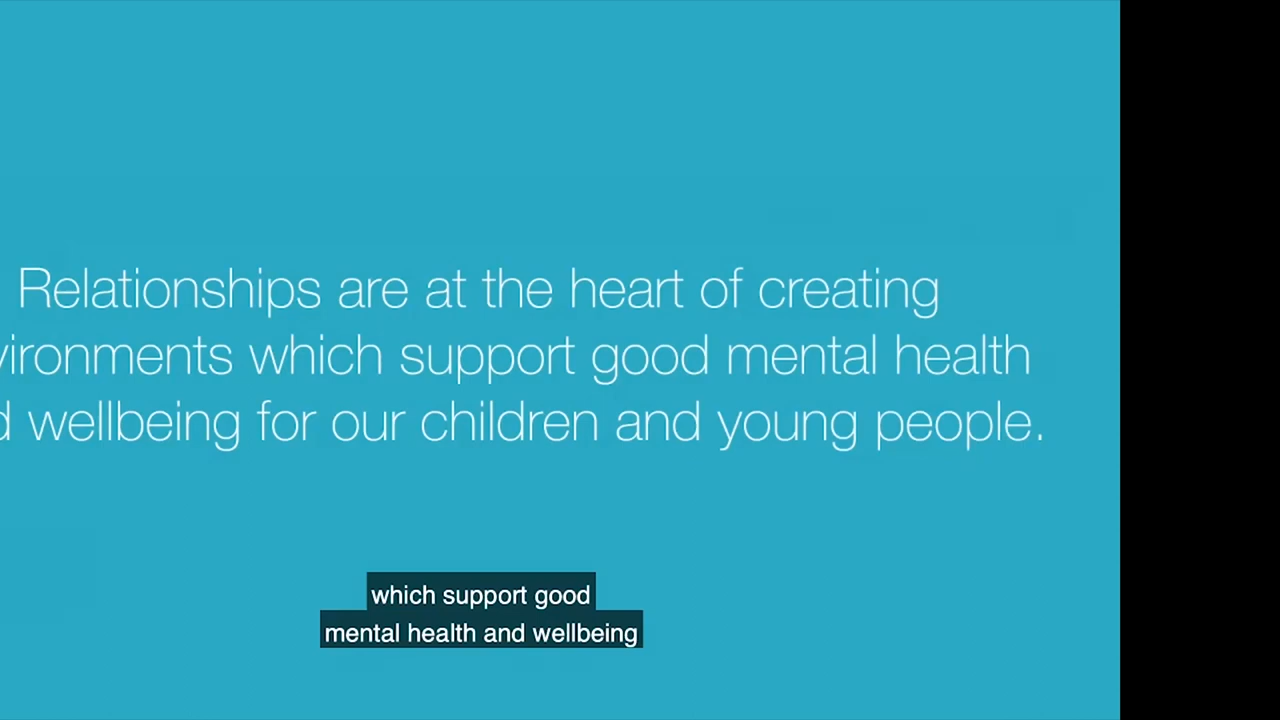 Relationships are at the heart of creating
vironments which support good mental health
d wellbeing for our children and young people.
which support good
mental health and wellbeing